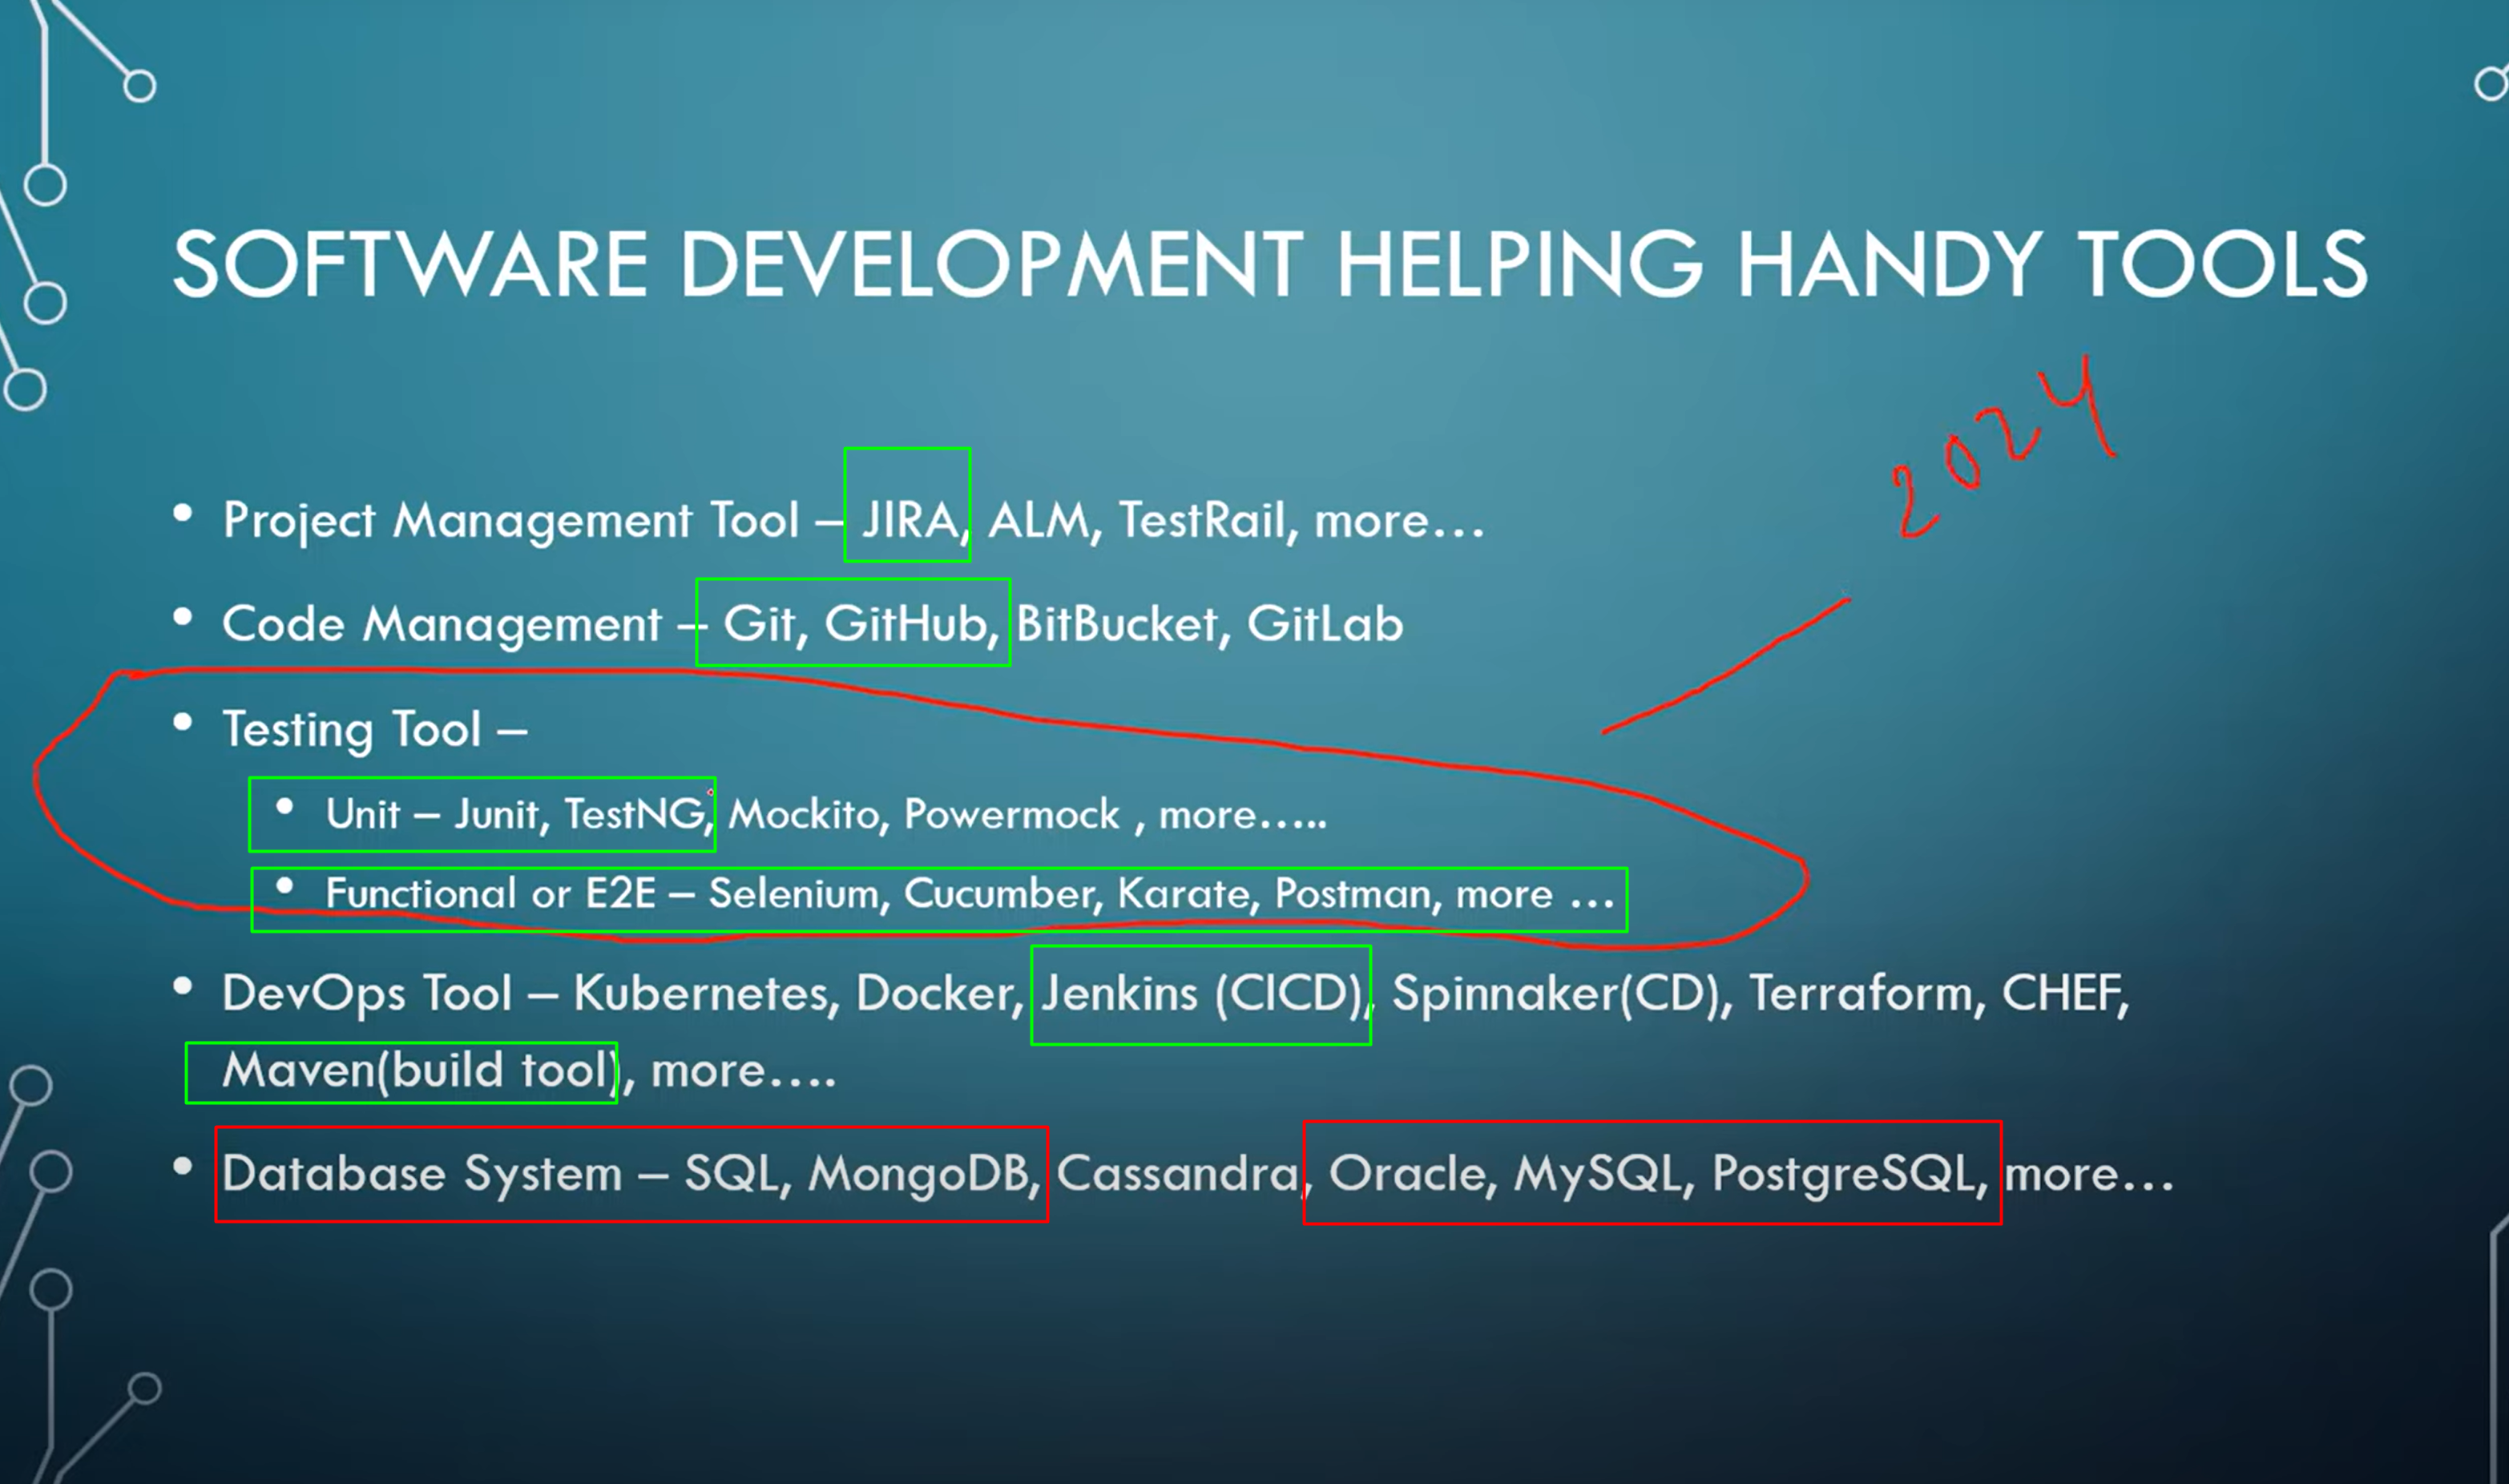 SOFTWARE DEVELOPMENT HELPING HANDY TOOLS
2024
• Project Management Tool – JIRA, ALM, TestRail, more...
• Code Management – Git, GitHub, BitBucket, GitLab
• Testing Tool –
• Unit – Junit, TestNG, Mockito, Powermock , more.....
• Functional or E2E – Selenium, Cucumber, Karate, Postman, more ...
• DevOps Tool – Kubernetes, Docker, Jenkins (CICD), Spinnaker(CD), Terraform, CHEF,
Maven(build tool), more....
• Database System – SQL, MongoDB, Cassandra, Oracle, MySQL, PostgreSQL, more...